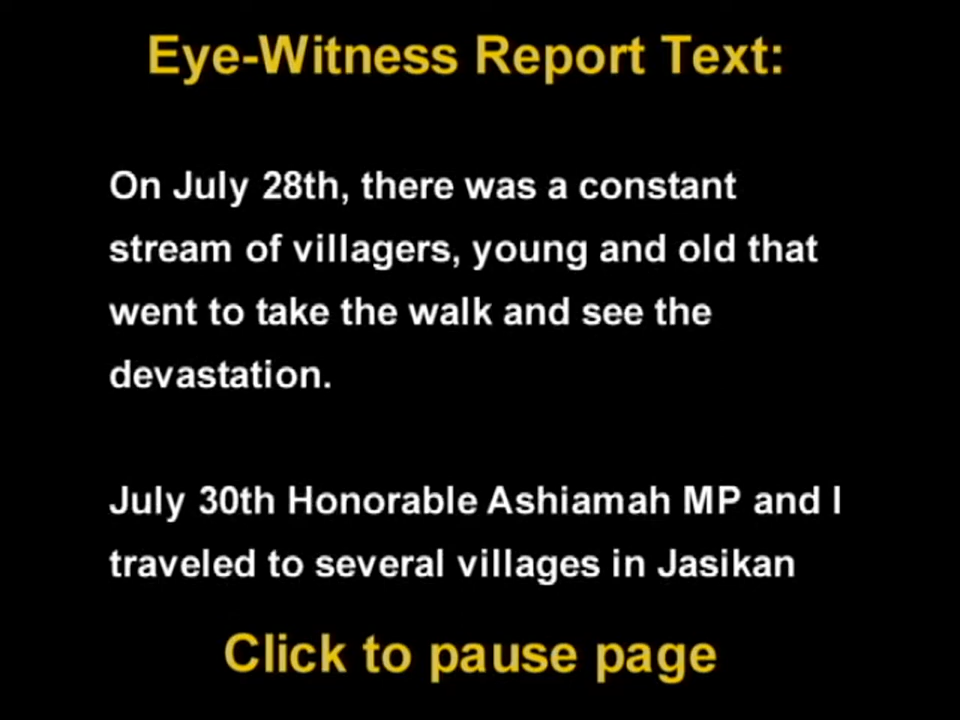 Eye-Witness Report Text:
On July 28th, there was a constant
stream of villagers, young and old that
went to take the walk and see the
devastation.
July 30th Honorable Ashiamah MP and I
traveled to several villages in Jasikan
Click to pause page